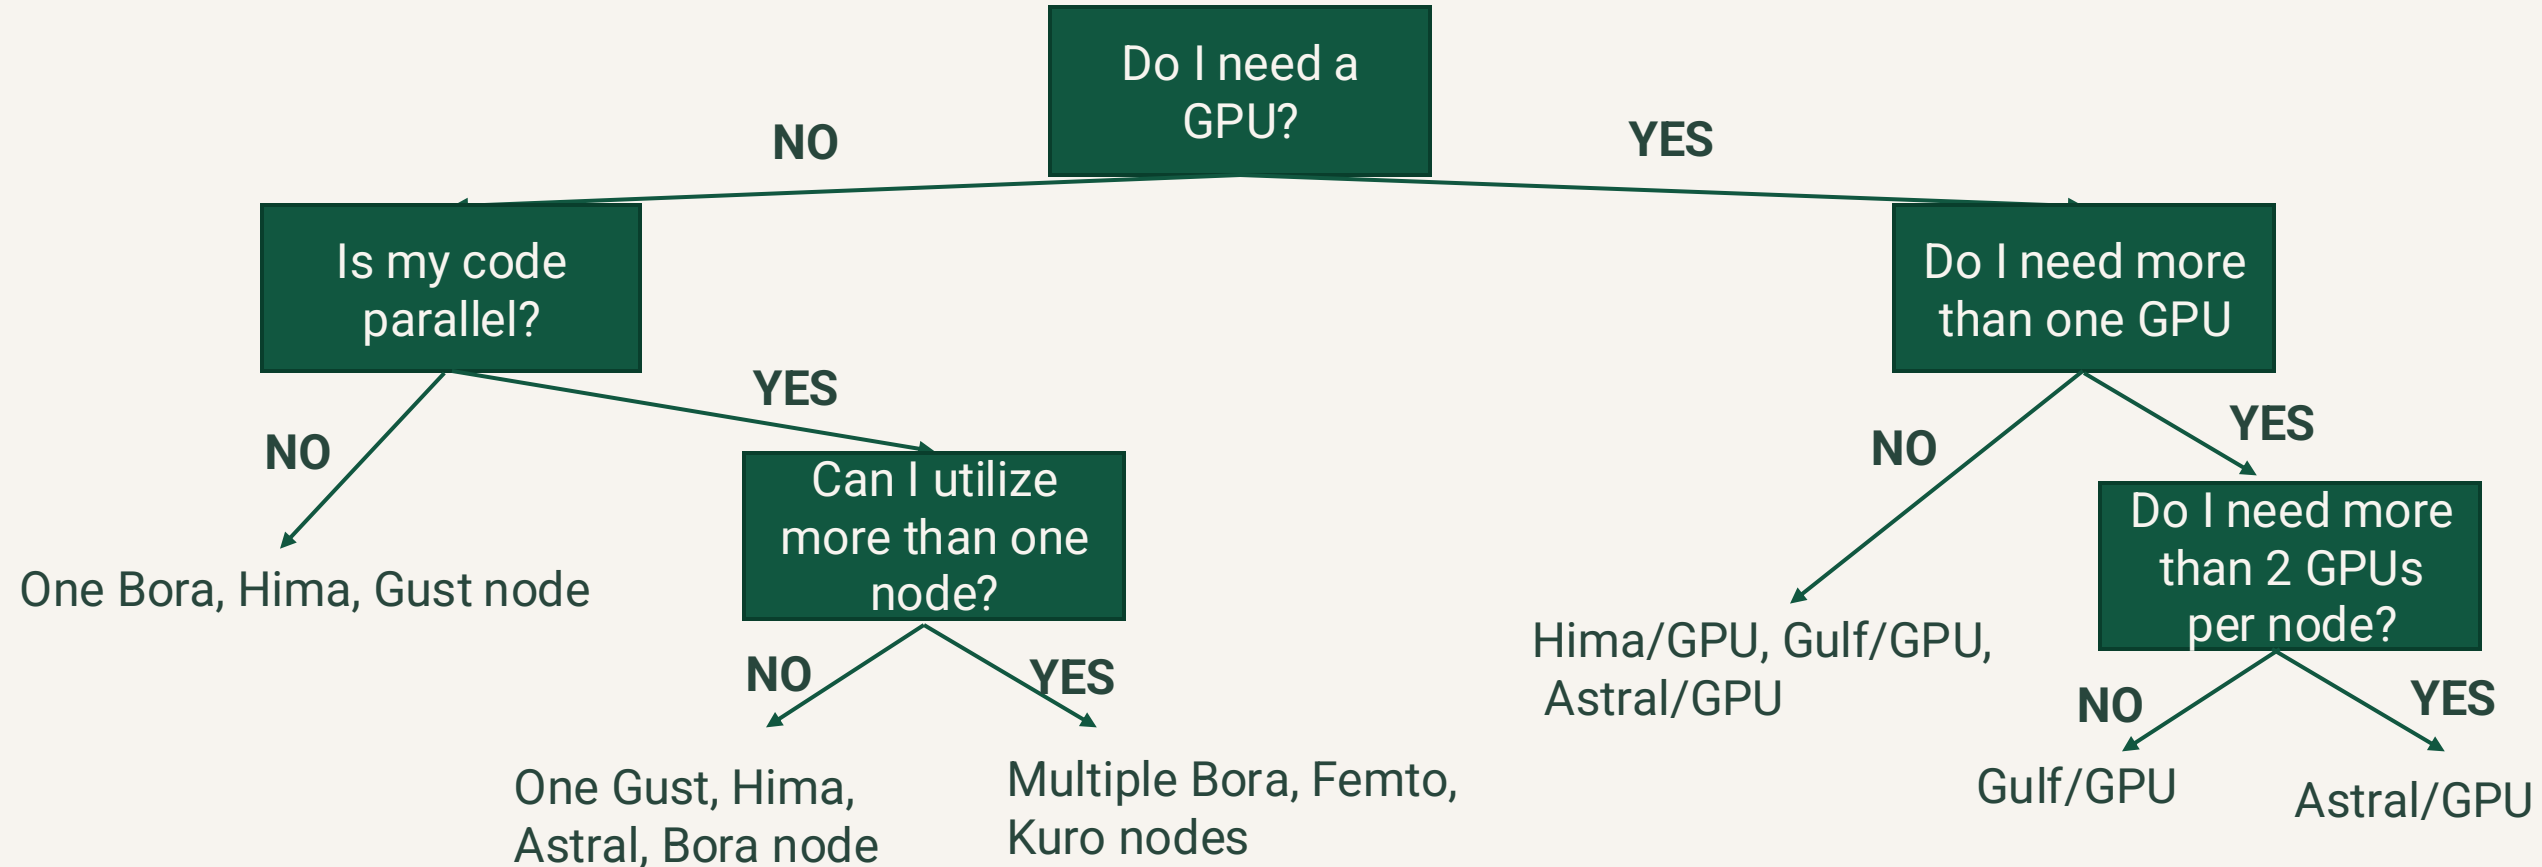 Do I need a
GPU?
NO
YES
Is my code
parallel?
Do I need more
than one GPU
NO
YES
NO
YES
Can I utilize
more than one
node?
Do I need more
than 2 GPUs
per node?
One Bora, Hima, Gust node
NO
YES
Hima/GPU, Gulf/GPU,
Astral/GPU
NO
YES
One Gust, Hima,
Astral, Bora node
Multiple Bora, Femto,
Kuro nodes
Gulf/GPU
Astral/GPU